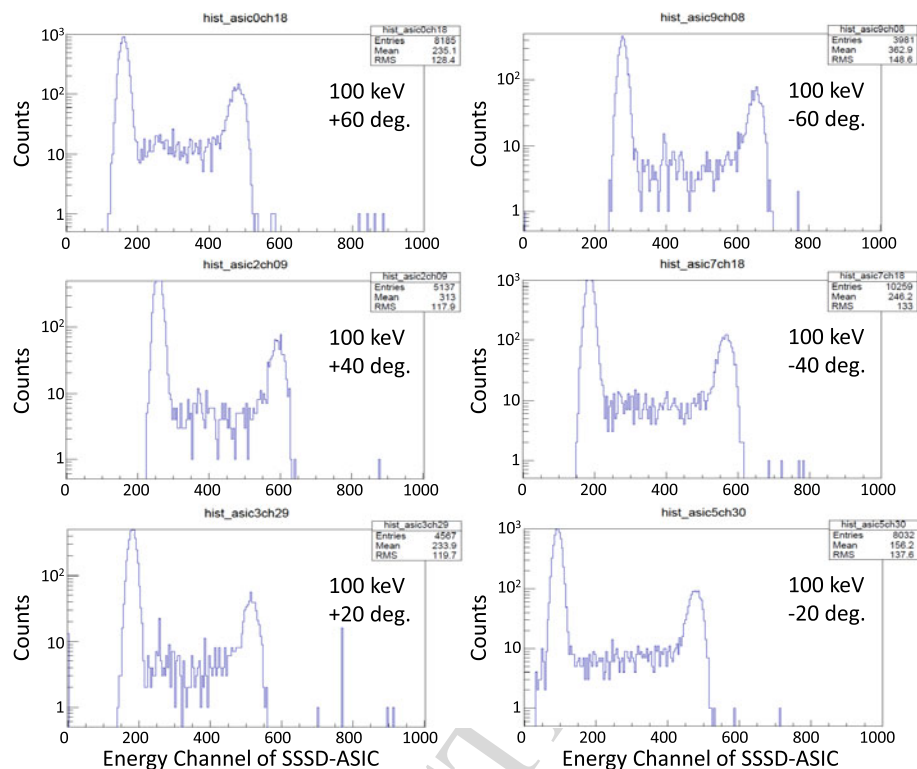 hist_asic0ch18
hist_asic0ch18
Entries 8185
Mean 235.1
RMS 128.4
100 keV
+60 deg.
Counts
10³
10²
10
1
0 200 400 600 800 1000
hist_asic9ch08
hist_asic9ch08
Entries 3981
Mean 362.9
RMS 148.6
100 keV
-60 deg.
Counts
10²
10
1
0 200 400 600 800 1000
hist_asic2ch09
hist_asic2ch09
Entries 5137
Mean 313
RMS 117.9
100 keV
+40 deg.
Counts
10²
10
1
0 200 400 600 800 1000
hist_asic7ch18
hist_asic7ch18
Entries 10259
Mean 246.2
RMS 133
100 keV
-40 deg.
Counts
10³
10²
10
1
0 200 400 600 800 1000
hist_asic3ch29
hist_asic3ch29
Entries 4567
Mean 233.9
RMS 119.7
100 keV
+20 deg.
Counts
10²
10
1
0 200 400 600 800 1000
Energy Channel of SSSD-ASIC
hist_asic5ch30
hist_asic5ch30
Entries 8032
Mean 156.2
RMS 137.6
100 keV
-20 deg.
Counts
10³
10²
10
1
0 200 400 600 800 1000
Energy Channel of SSSD-ASIC